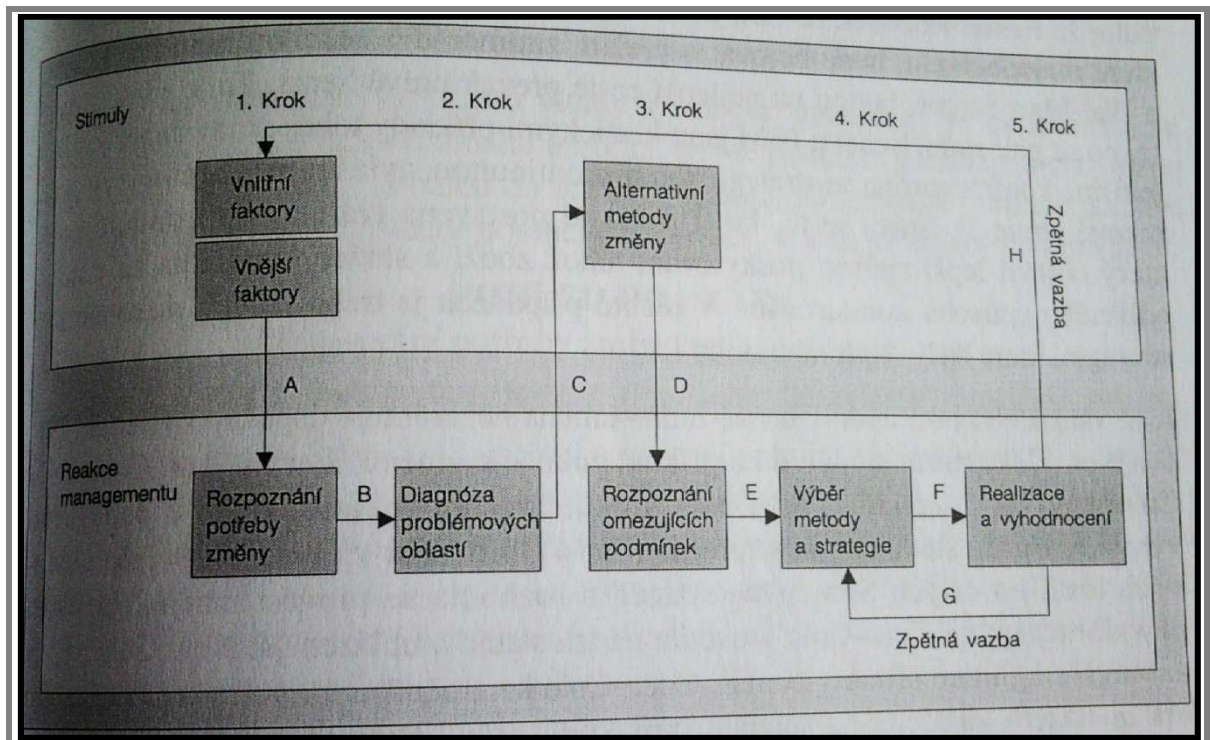 Stimuly
1. Krok
2. Krok
3. Krok
4. Krok
5. Krok
Vnitřní
faktory
Vnější
faktory
Alternativní
metody
změny
H
Zpětná vazba
A
C
D
Reakce
managementu
Rozpoznání
potřeby
změny
B
Diagnóza
problémových
oblastí
Rozpoznání
omezujících
podmínek
E
Výběr
metody
a strategie
F
Realizace
a vyhodnocení
G
Zpětná vazba